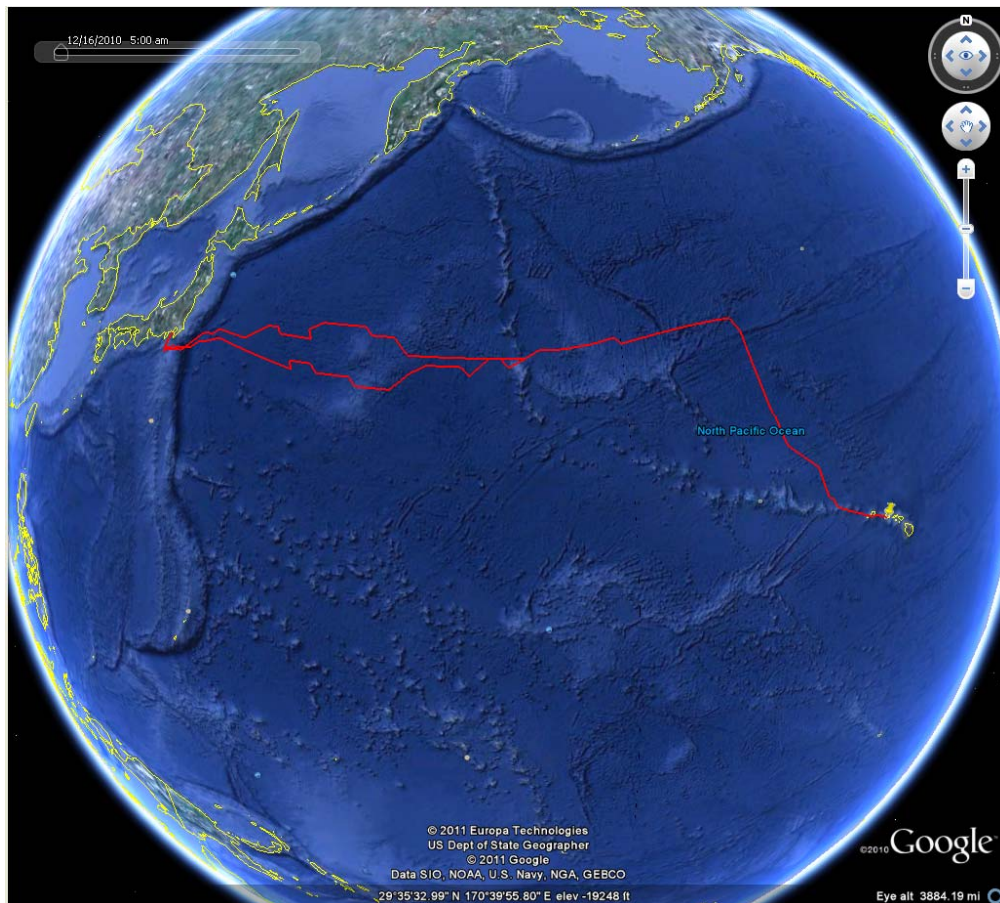 12/16/2010 5:00 am
N
North Pacific Ocean
© 2011 Europa Technologies
US Dept of State Geographer
© 2011 Google
Data SIO, NOAA, U.S. Navy, NGA, GEBCO
©2010 Google
29°35'32.99" N 170°39'55.80" E elev -19248 ft
Eye alt 3884.19 mi